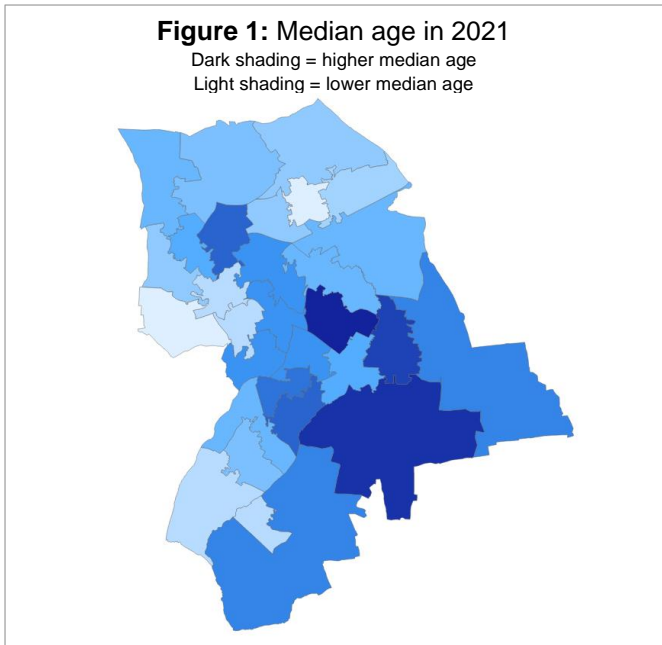 Figure 1: Median age in 2021
Dark shading = higher median age
Light shading = lower median age